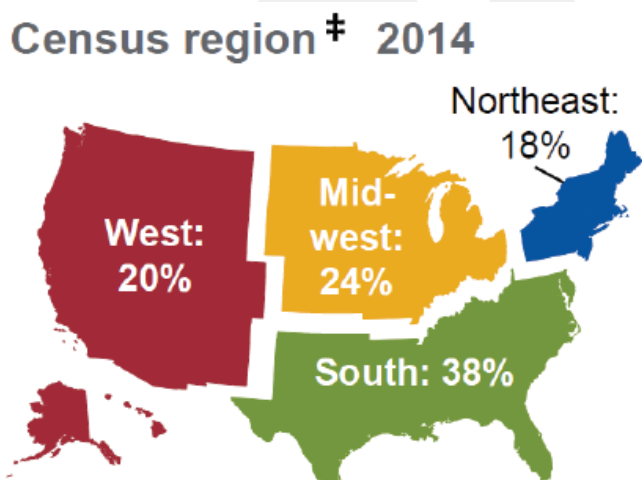 Census region ‡ 2014
Northeast:
18%
West:
20%
Mid-
west:
24%
South: 38%